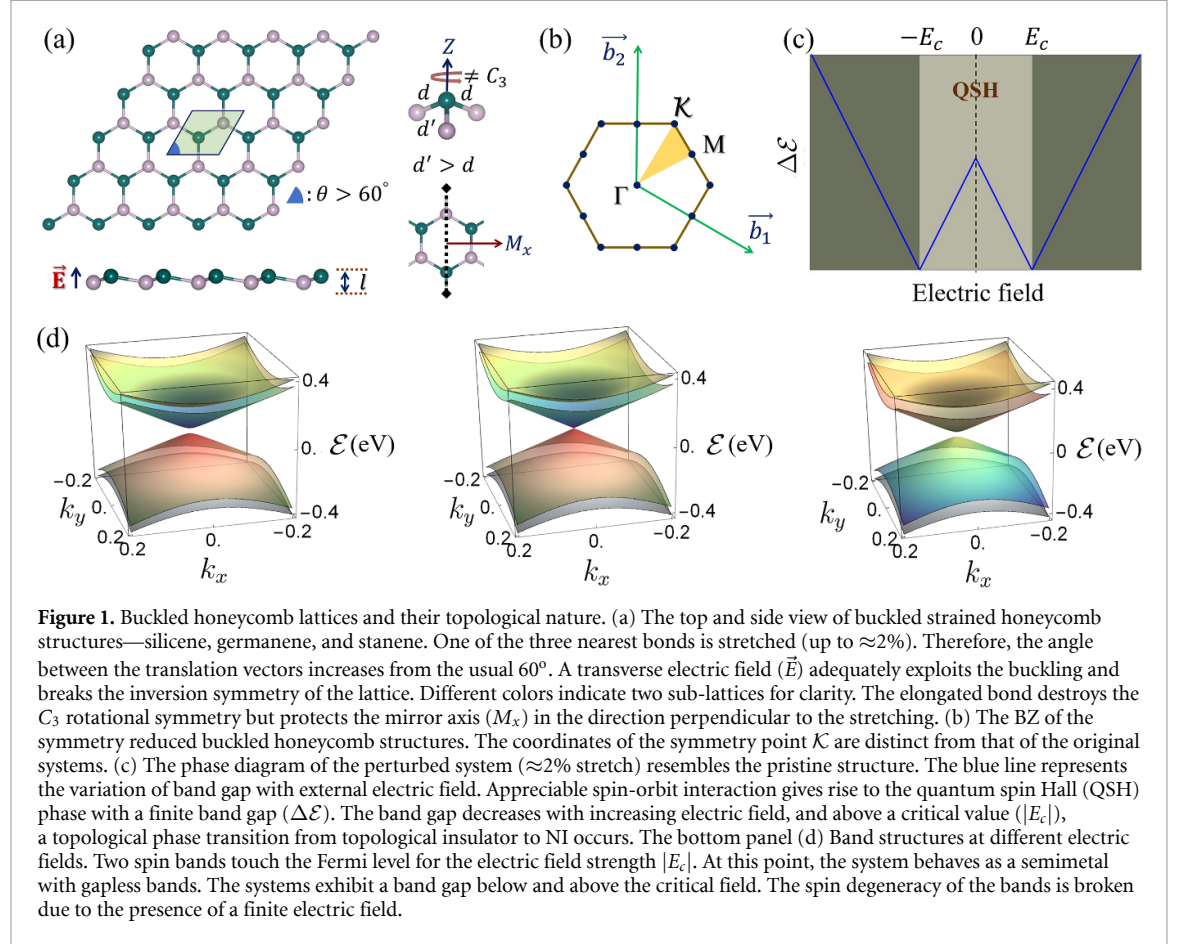 (a)
Z
≠ C₃
d
d
d′
d′ > d
: θ > 60°
Mₓ
E⃗
l
(b)
b₂⃗
𝒦
M
Γ
b₁⃗
(c)
−E_c
0
E_c
QSH
Δℰ
Electric field
(d)
0.4
0.
ℰ(eV)
−0.4
−0.2
0.
0.2
k_y
0.2
0.
−0.2
kₓ
0.4
0.
ℰ(eV)
−0.4
−0.2
0.
0.2
k_y
0.2
0.
−0.2
kₓ
0.4
0.
ℰ(eV)
−0.4
−0.2
0.
0.2
k_y
0.2
0.
−0.2
kₓ
Figure 1. Buckled honeycomb lattices and their topological nature. (a) The top and side view of buckled strained honeycomb
structures—silicene, germanene, and stanene. One of the three nearest bonds is stretched (up to ≈2%). Therefore, the angle
between the translation vectors increases from the usual 60°. A transverse electric field (E⃗) adequately exploits the buckling and
breaks the inversion symmetry of the lattice. Different colors indicate two sub-lattices for clarity. The elongated bond destroys the
C₃ rotational symmetry but protects the mirror axis (Mₓ) in the direction perpendicular to the stretching. (b) The BZ of the
symmetry reduced buckled honeycomb structures. The coordinates of the symmetry point 𝒦 are distinct from that of the original
systems. (c) The phase diagram of the perturbed system (≈2% stretch) resembles the pristine structure. The blue line represents
the variation of band gap with external electric field. Appreciable spin-orbit interaction gives rise to the quantum spin Hall (QSH)
phase with a finite band gap (Δℰ). The band gap decreases with increasing electric field, and above a critical value (|E_c|),
a topological phase transition from topological insulator to NI occurs. The bottom panel (d) Band structures at different electric
fields. Two spin bands touch the Fermi level for the electric field strength |E_c|. At this point, the system behaves as a semimetal
with gapless bands. The systems exhibit a band gap below and above the critical field. The spin degeneracy of the bands is broken
due to the presence of a finite electric field.